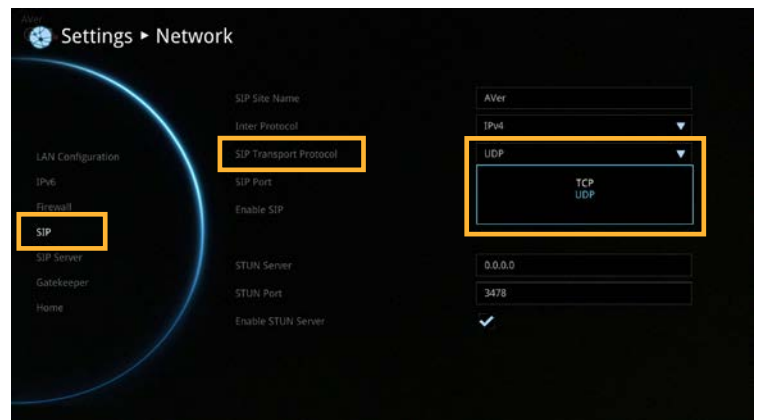 AVer
Settings ▸ Network
SIP Site Name AVer
Inter Protocol IPv4
LAN Configuration SIP Transport Protocol UDP
IPv6 SIP Port TCP
UDP
Firewall Enable SIP
SIP
SIP Server STUN Server 0.0.0.0
Gatekeeper STUN Port 3478
Home Enable STUN Server